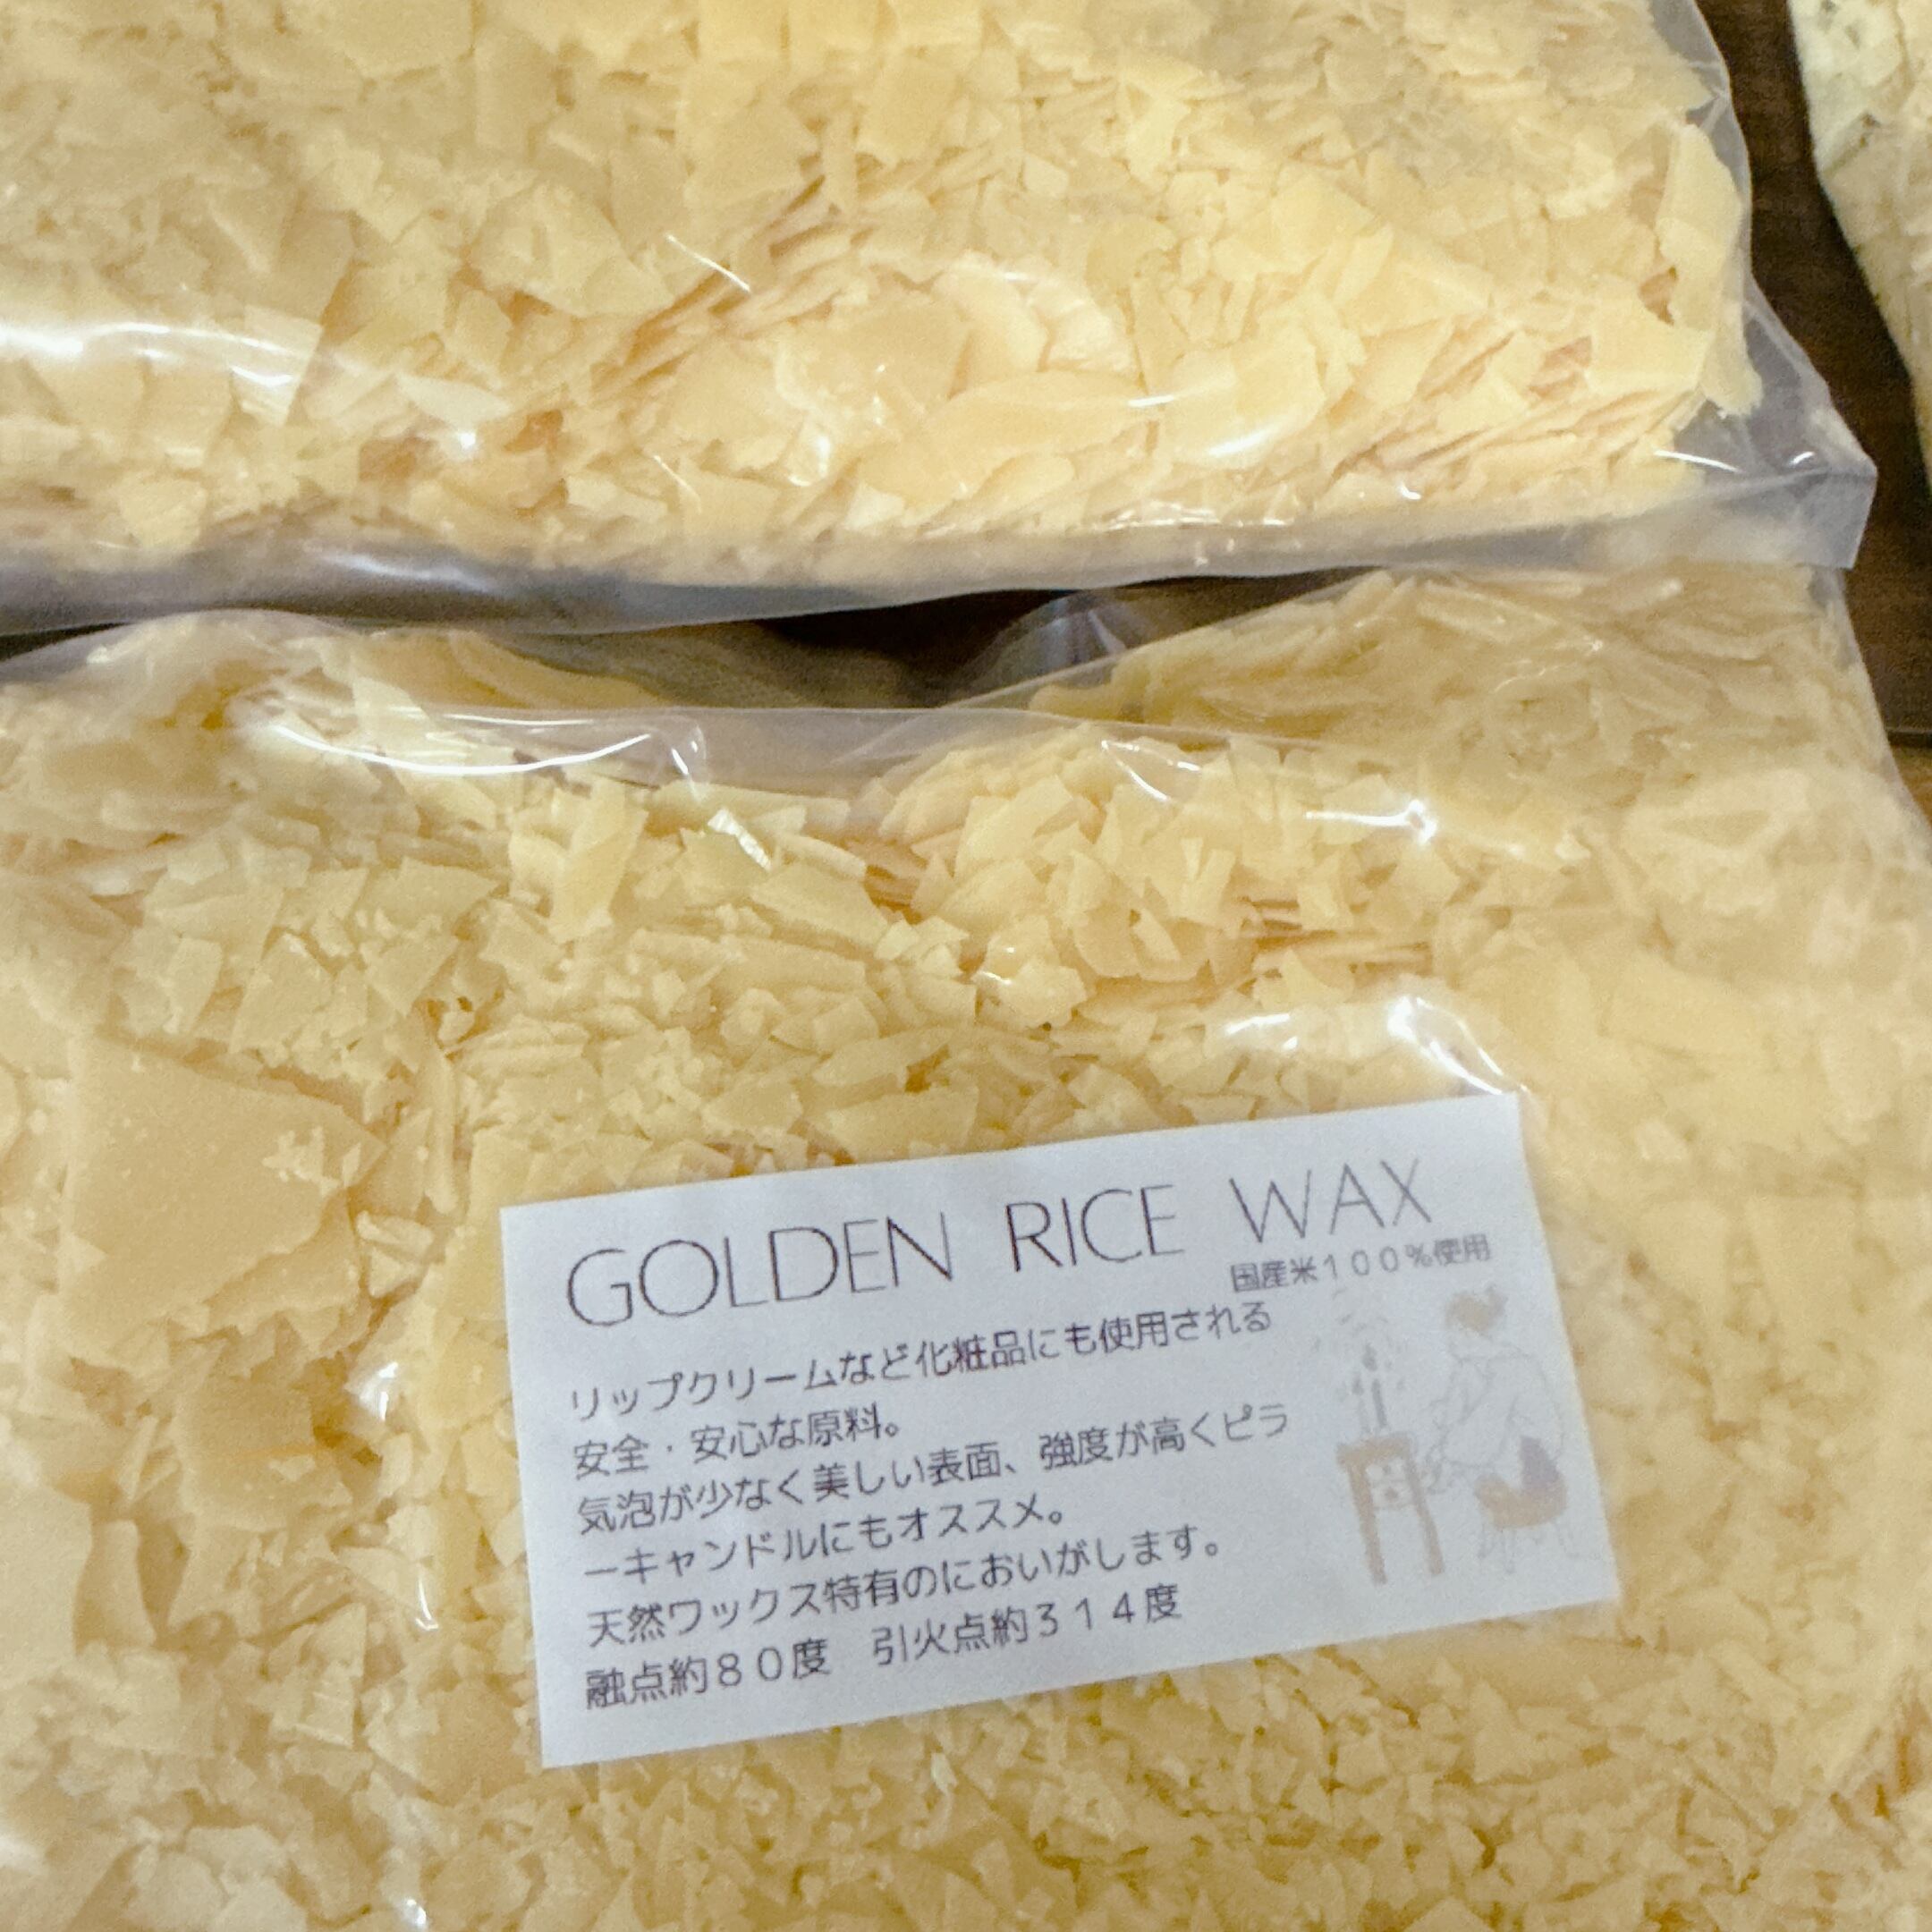 GOLDEN RICE WAX
国産米１００％使用
リップクリームなど化粧品にも使用される
安全・安心な原料。
気泡が少なく美しい表面、強度が高くピラ
ーキャンドルにもオススメ。
天然ワックス特有のにおいがします。
融点約８０度　引火点約３１４度